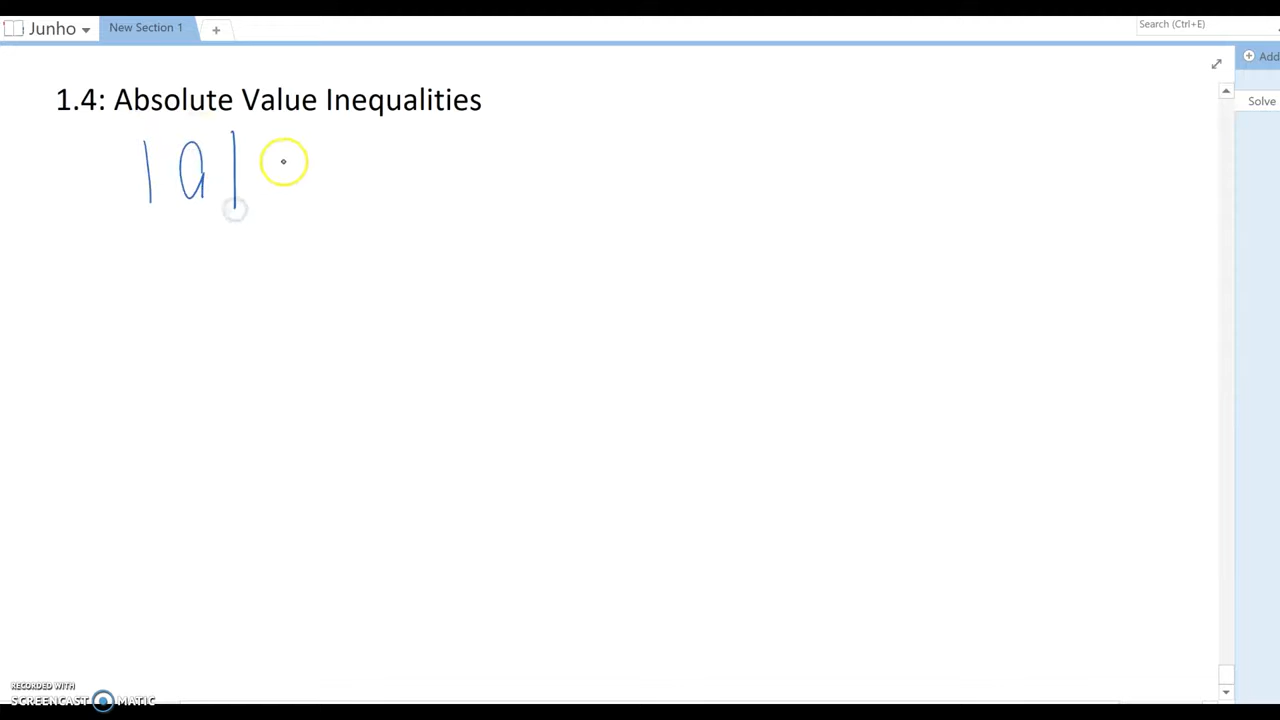 Junho
New Section 1
+
Search (Ctrl+E)
Add
Solve
1.4: Absolute Value Inequalities
|a|
RECORDED WITH
SCREENCAST MATIC